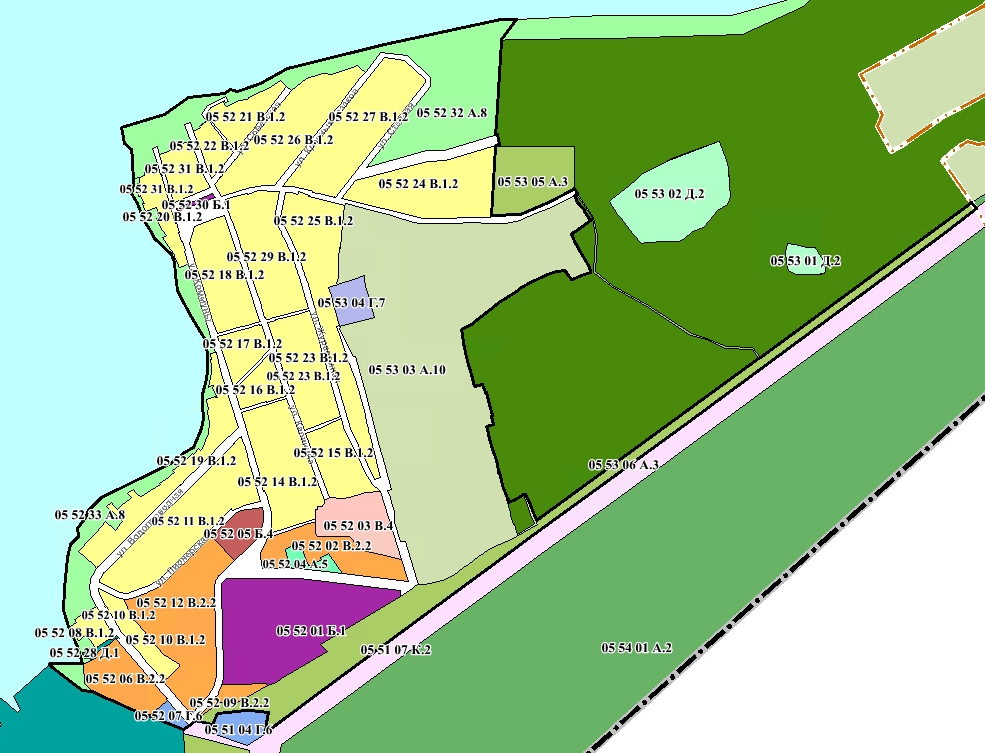 05 52 21 В.1.2
05 52 27 В.1.2
05 52 32 А.8
05 52 26 В.1.2
05 52 22 В.1.2
05 52 31 В.1.2
05 52 31 В.1.2
05 52 24 В.1.2
05 53 05 А.3
05 53 02 Д.2
05 52 30 Б.1
05 52 20 В.1.2
05 52 25 В.1.2
05 52 29 В.1.2
05 53 01 Д.2
05 52 18 В.1.2
05 53 04 Г.7
05 52 17 В.1.2
05 52 23 В.1.2
05 53 03 А.10
05 52 23 В.1.2
05 52 16 В.1.2
05 52 15 В.1.2
05 52 19 В.1.2
05 53 06 А.3
05 52 14 В.1.2
05 52 33 А.8
05 52 11 В.1.2
05 52 03 В.4
05 52 05 Б.4
ул. Водопроводная
05 52 02 В.2.2
05 52 04 А.5
05 52 12 В.2.2
05 52 10 В.1.2
05 52 08 В.1.2
05 52 01 Б.1
05 52 10 В.1.2
05 52 28 Д.1
05 51 07 К.2
05 54 01 А.2
05 52 06 В.2.2
05 52 09 В.2.2
05 52 07 Г.6
05 51 04 Г.6